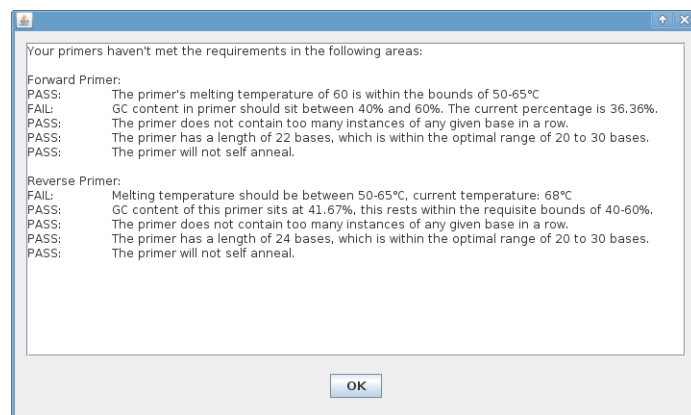 Your primers haven't met the requirements in the following areas:
Forward Primer:
PASS: The primer's melting temperature of 60 is within the bounds of 50-65°C
FAIL: GC content in primer should sit between 40% and 60%. The current percentage is 36.36%.
PASS: The primer does not contain too many instances of any given base in a row.
PASS: The primer has a length of 22 bases, which is within the optimal range of 20 to 30 bases.
PASS: The primer will not self anneal.
Reverse Primer:
FAIL: Melting temperature should be between 50-65°C, current temperature: 68°C
PASS: GC content of this primer sits at 41.67%, this rests within the requisite bounds of 40-60%.
PASS: The primer does not contain too many instances of any given base in a row.
PASS: The primer has a length of 24 bases, which is within the optimal range of 20 to 30 bases.
PASS: The primer will not self anneal.
OK